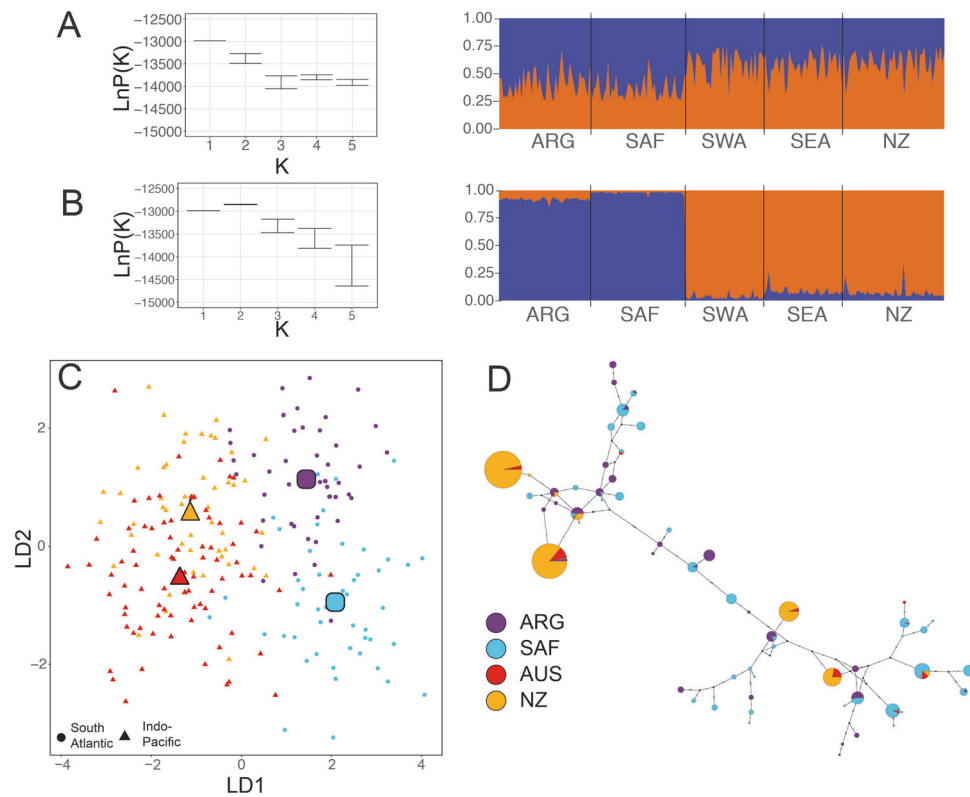 A
LnP(K)
-12500
-13000
-13500
-14000
-14500
-15000
1 2 3 4 5
K
1.00
0.75
0.50
0.25
0.00
ARG SAF SWA SEA NZ
B
LnP(K)
-12500
-13000
-13500
-14000
-14500
-15000
1 2 3 4 5
K
1.00
0.75
0.50
0.25
0.00
ARG SAF SWA SEA NZ
C
LD2
2
0
−2
South Atlantic
Indo-Pacific
−4 −2 0 2 4
LD1
D
ARG
SAF
AUS
NZ